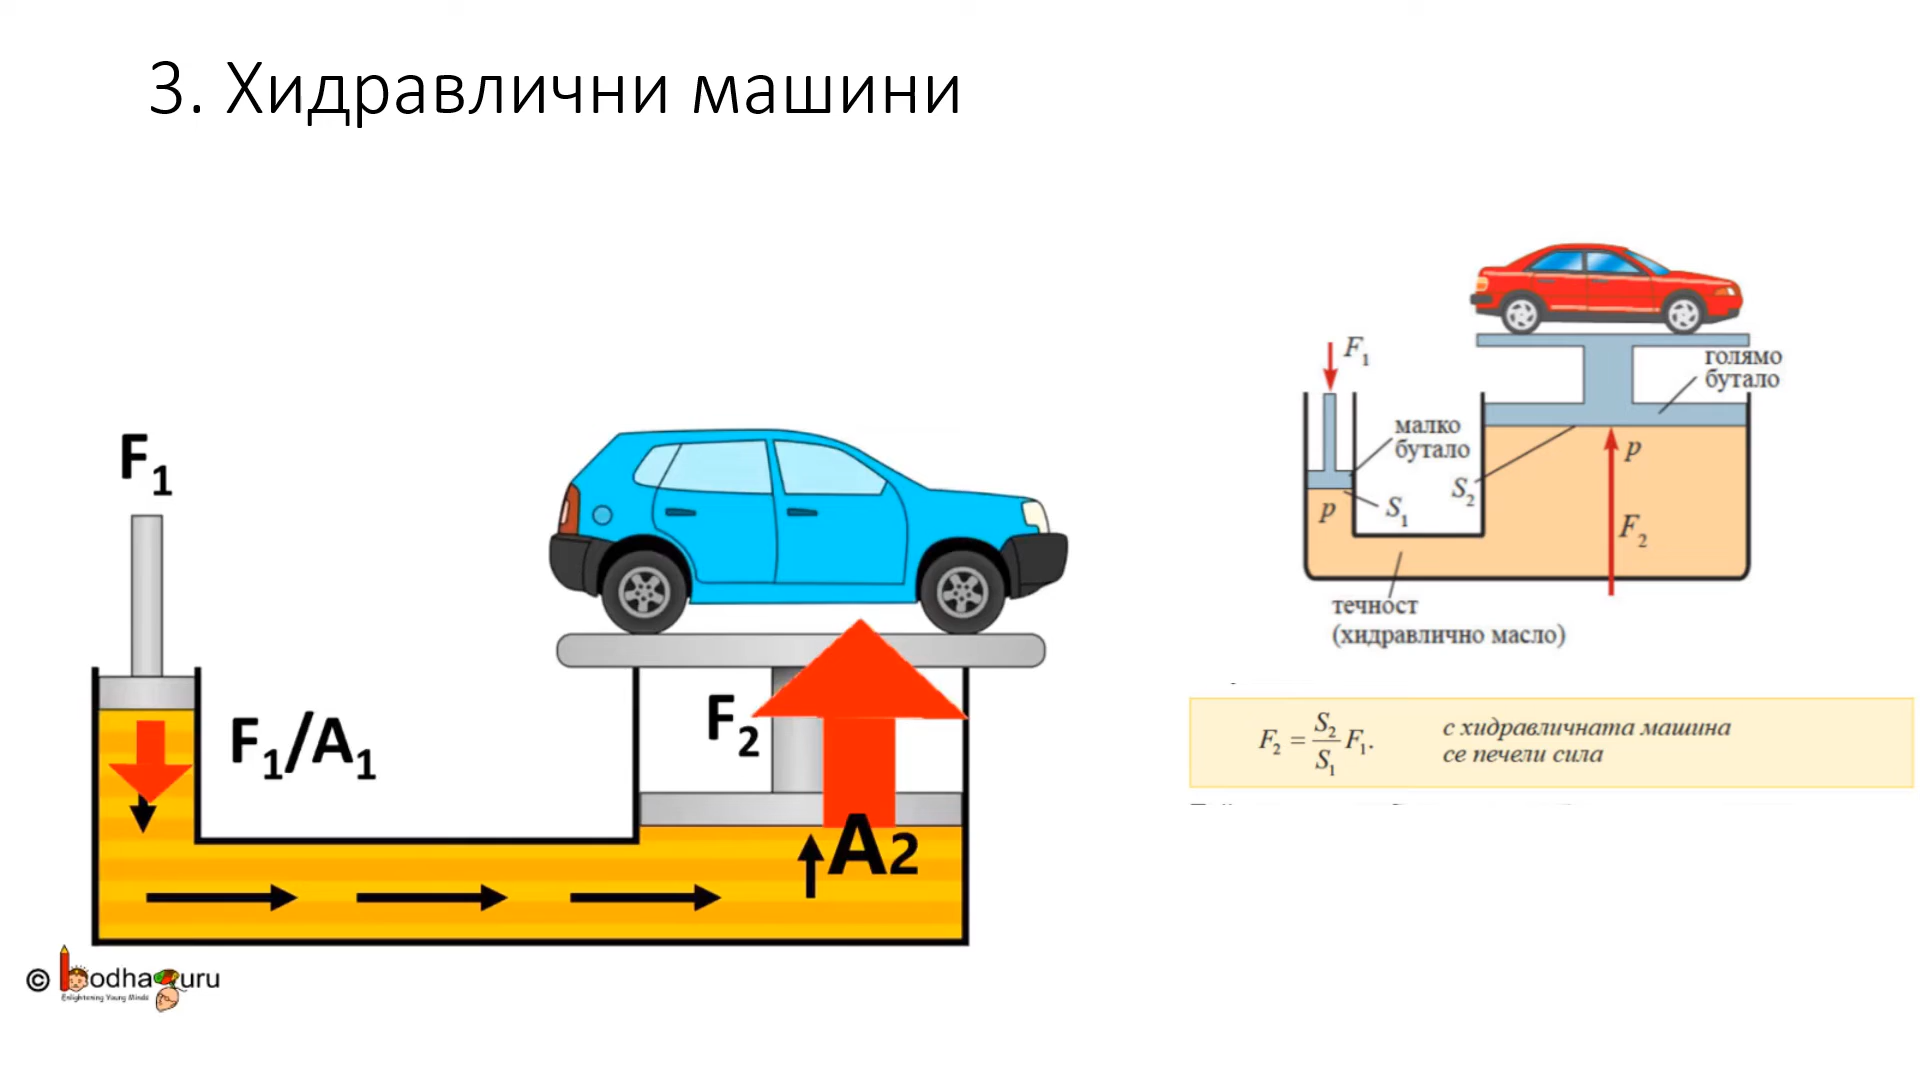 3. Хидравлични машини
F₁
F₁/A₁
F₂
A₂
© bodhaguru
Enlightening Young Minds
F₁
голямо
бутало
малко
бутало
p
S₂
S₁
p
F₂
течност
(хидравлично масло)
F₂ = S₂/S₁ F₁.
с хидравличната машина
се печели сила